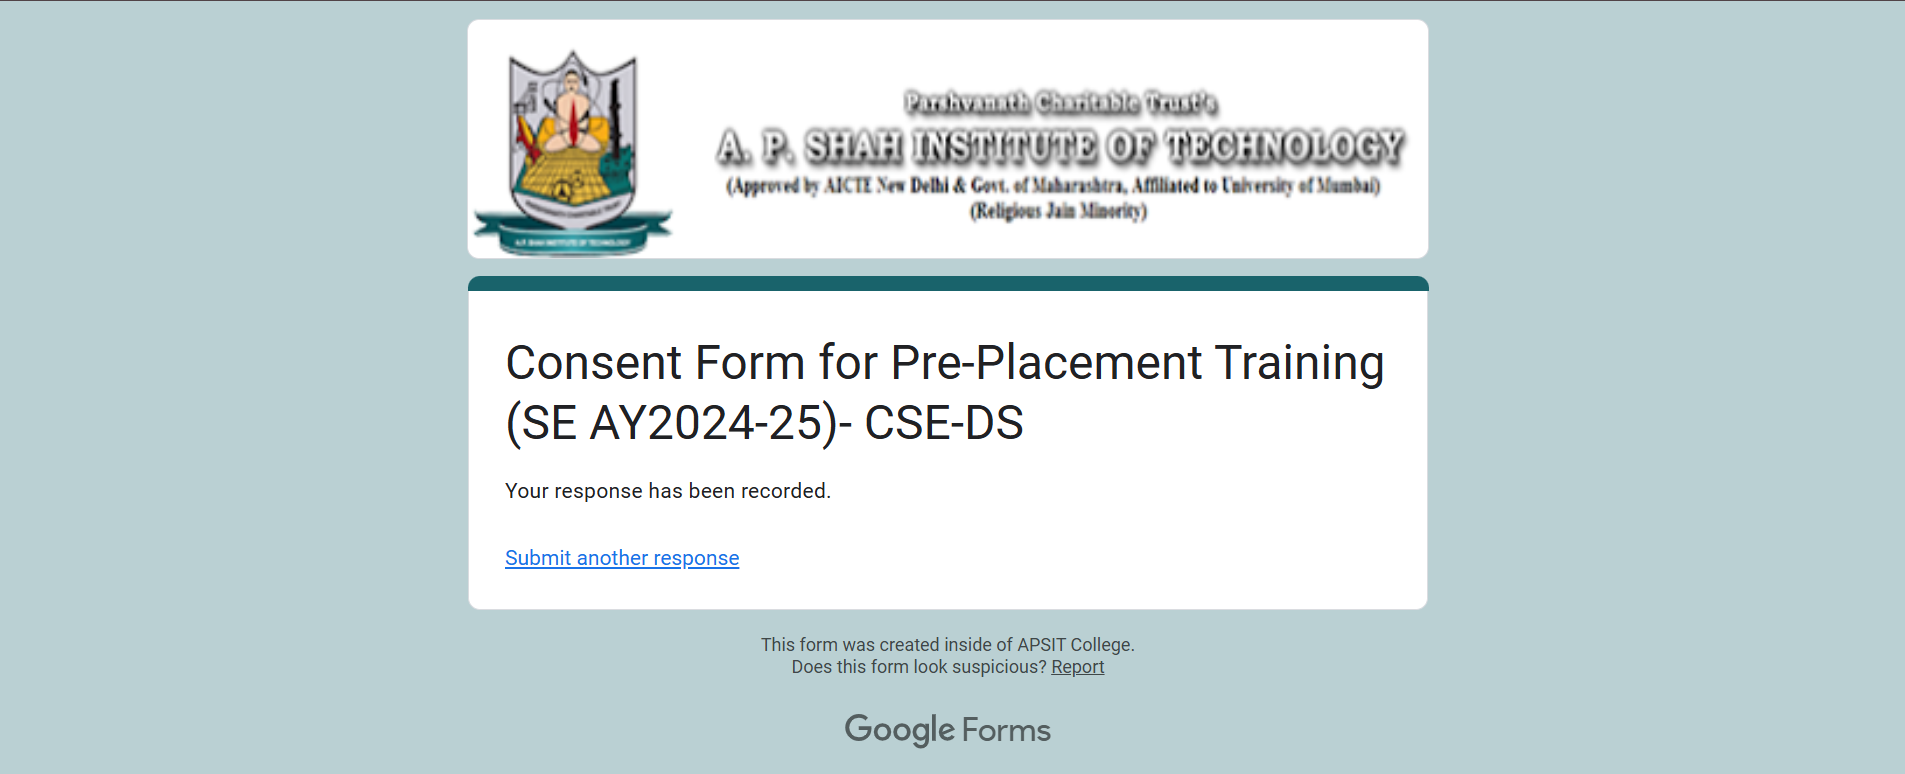 Parshvanath Charitable Trust's
A. P. SHAH INSTITUTE OF TECHNOLOGY
(Approved by AICTE New Delhi & Govt. of Maharashtra, Affiliated to University of Mumbai)
(Religious Jain Minority)
PARSHVANATH CHARITABLE TRUST
A.P. SHAH INSTITUTE OF TECHNOLOGY
Consent Form for Pre-Placement Training
(SE AY2024-25)- CSE-DS
Your response has been recorded.
Submit another response
This form was created inside of APSIT College.
Does this form look suspicious? Report
Google Forms